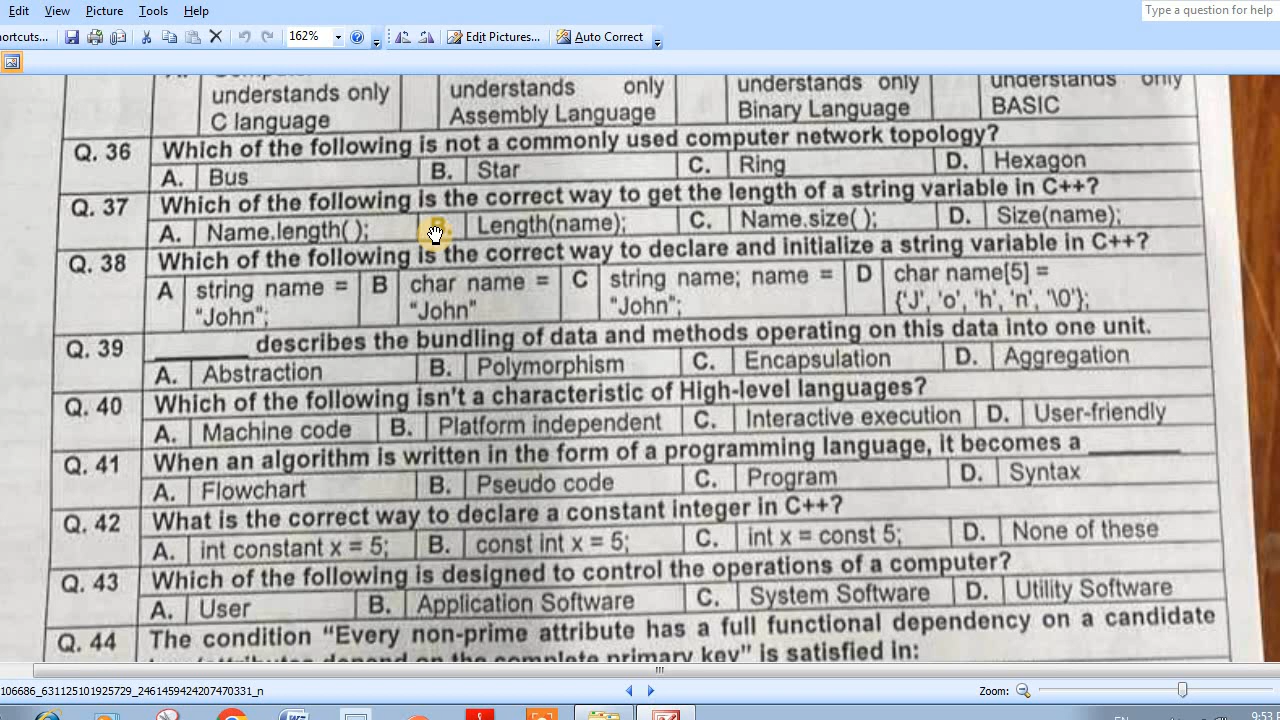 Edit View Picture Tools Help Type a question for help
ortcuts... 162% Edit Pictures... Auto Correct
understands only C language understands only Assembly Language understands only Binary Language understands only BASIC
Q. 36 Which of the following is not a commonly used computer network topology?
A. Bus B. Star C. Ring D. Hexagon
Q. 37 Which of the following is the correct way to get the length of a string variable in C++?
A. Name.length( ); Length(name); C. Name.size( ); D. Size(name);
Q. 38 Which of the following is the correct way to declare and initialize a string variable in C++?
A string name = "John"; B char name = "John" C string name; name = "John"; D char name[5] = {'J', 'o', 'h', 'n', '\0'};
Q. 39 _______ describes the bundling of data and methods operating on this data into one unit.
A. Abstraction B. Polymorphism C. Encapsulation D. Aggregation
Q. 40 Which of the following isn't a characteristic of High-level languages?
A. Machine code B. Platform independent C. Interactive execution D. User-friendly
Q. 41 When an algorithm is written in the form of a programming language, it becomes a _______
A. Flowchart B. Pseudo code C. Program D. Syntax
Q. 42 What is the correct way to declare a constant integer in C++?
A. int constant x = 5; B. const int x = 5; C. int x = const 5; D. None of these
Q. 43 Which of the following is designed to control the operations of a computer?
A. User B. Application Software C. System Software D. Utility Software
Q. 44 The condition "Every non-prime attribute has a full functional dependency on a candidate
depend on the complete primary key" is satisfied in:
106686_631125101925729_2461459424207470331_n Zoom: